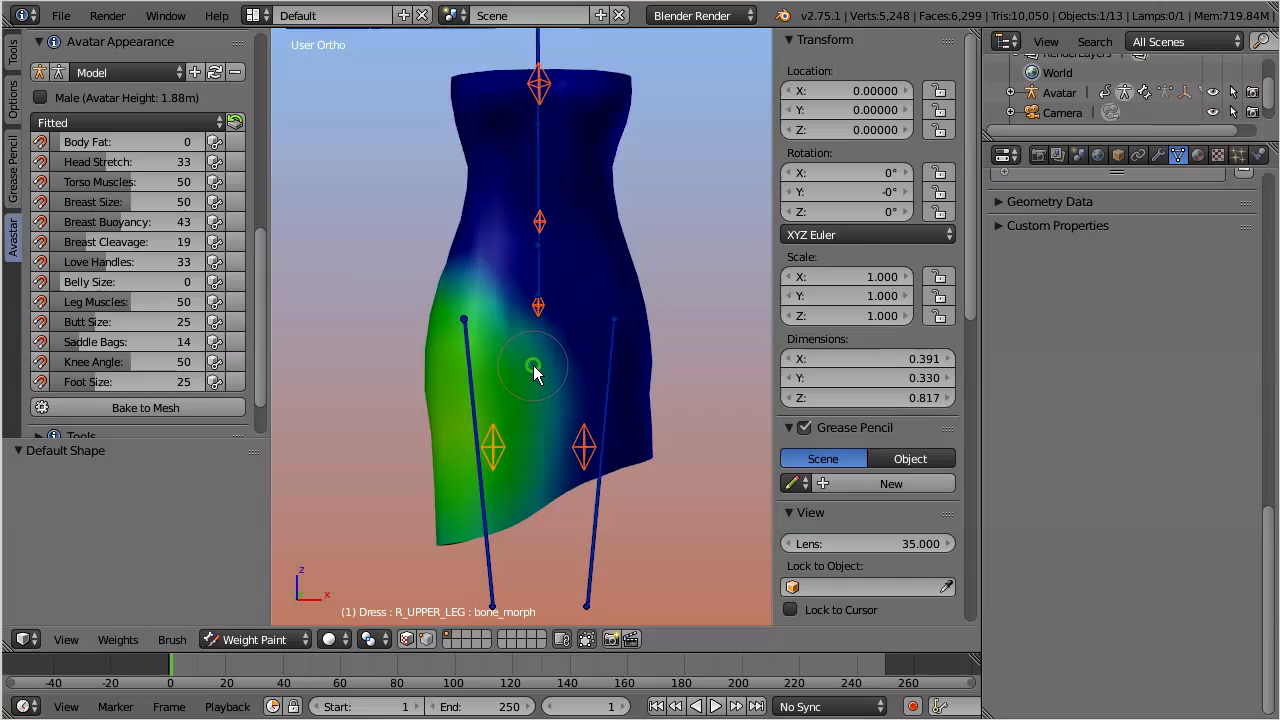 File
Render
Window
Help
Default
Scene
Blender Render
v2.75.1 | Verts:5,248 | Faces:6,299 | Tris:10,050 | Objects:1/13 | Lamps:0/1 | Mem:719.84M
Tools
Options
Grease Pencil
Avastar
Avatar Appearance
Model
Male (Avatar Height: 1.88m)
Fitted
Body Fat: 0
Head Stretch: 33
Torso Muscles: 50
Breast Size: 50
Breast Buoyancy: 43
Breast Cleavage: 19
Love Handles: 33
Belly Size: 0
Leg Muscles: 50
Butt Size: 25
Saddle Bags: 14
Knee Angle: 50
Foot Size: 25
Bake to Mesh
Tools
Default Shape
User Ortho
z
x
(1) Dress : R_UPPER_LEG : bone_morph
Transform
Location:
X: 0.00000
Y: 0.00000
Z: 0.00000
Rotation:
X: 0°
Y: -0°
Z: 0°
XYZ Euler
Scale:
X: 1.000
Y: 1.000
Z: 1.000
Dimensions:
X: 0.391
Y: 0.330
Z: 0.817
Grease Pencil
Scene
Object
New
View
Lens: 35.000
Lock to Object:
Lock to Cursor
View
Search
All Scenes
RenderLayers
World
Avatar
Camera
Geometry Data
Custom Properties
View
Weights
Brush
Weight Paint
-40 -20 0 20 40 60 80 100 120 140 160 180 200 220 240 260
View
Marker
Frame
Playback
Start: 1
End: 250
1
No Sync